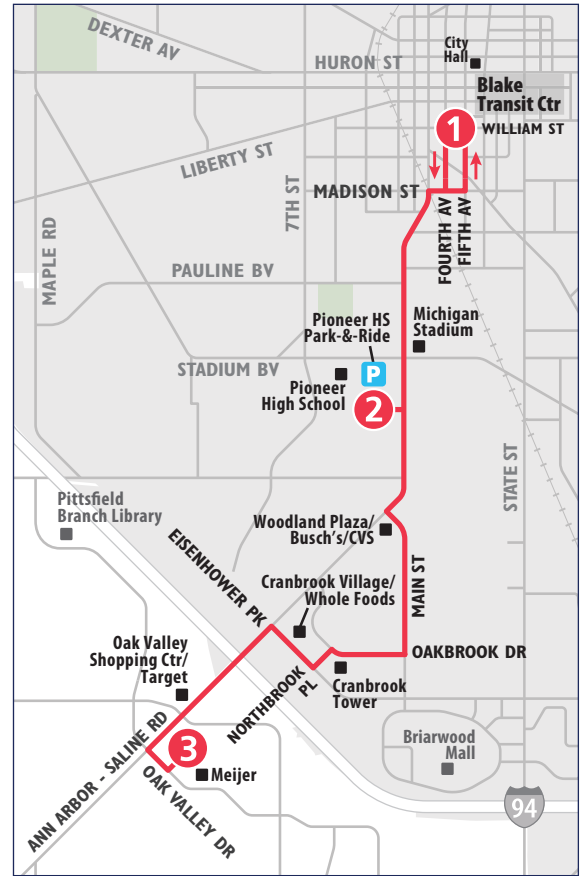 DEXTER AV
City
Hall
HURON ST
Blake
Transit Ctr
1
WILLIAM ST
LIBERTY ST
7TH ST
MADISON ST
FOURTH AV
FIFTH AV
MAPLE RD
PAULINE BV
Pioneer HS
Park-&-Ride
Michigan
Stadium
STADIUM BV
P
Pioneer
High School
2
STATE ST
Pittsfield
Branch Library
Woodland Plaza/
Busch's/CVS
EISENHOWER PK
MAIN ST
Cranbrook Village/
Whole Foods
Oak Valley
Shopping Ctr/
Target
OAKBROOK DR
NORTHBROOK
PL
Cranbrook
Tower
ANN ARBOR - SALINE RD
3
Briarwood
Mall
Meijer
OAK VALLEY DR
94